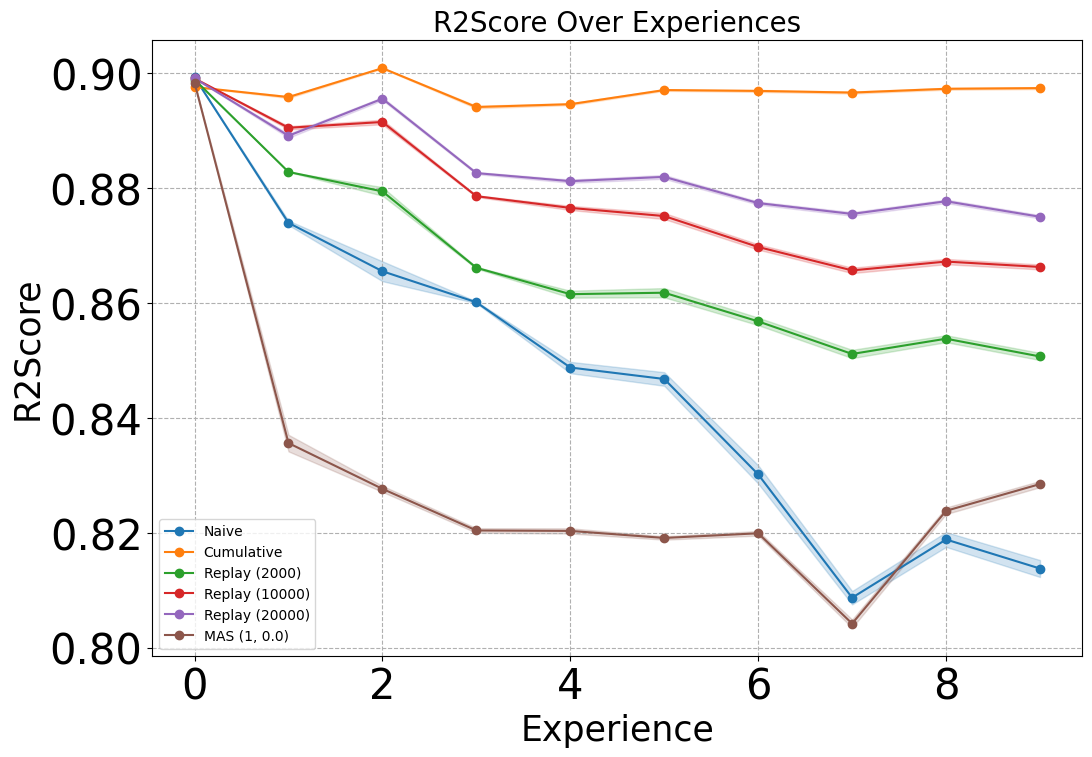 R2Score Over Experiences
R2Score
0.90
0.88
0.86
0.84
0.82
0.80
Naive
Cumulative
Replay (2000)
Replay (10000)
Replay (20000)
MAS (1, 0.0)
0 2 4 6 8
Experience